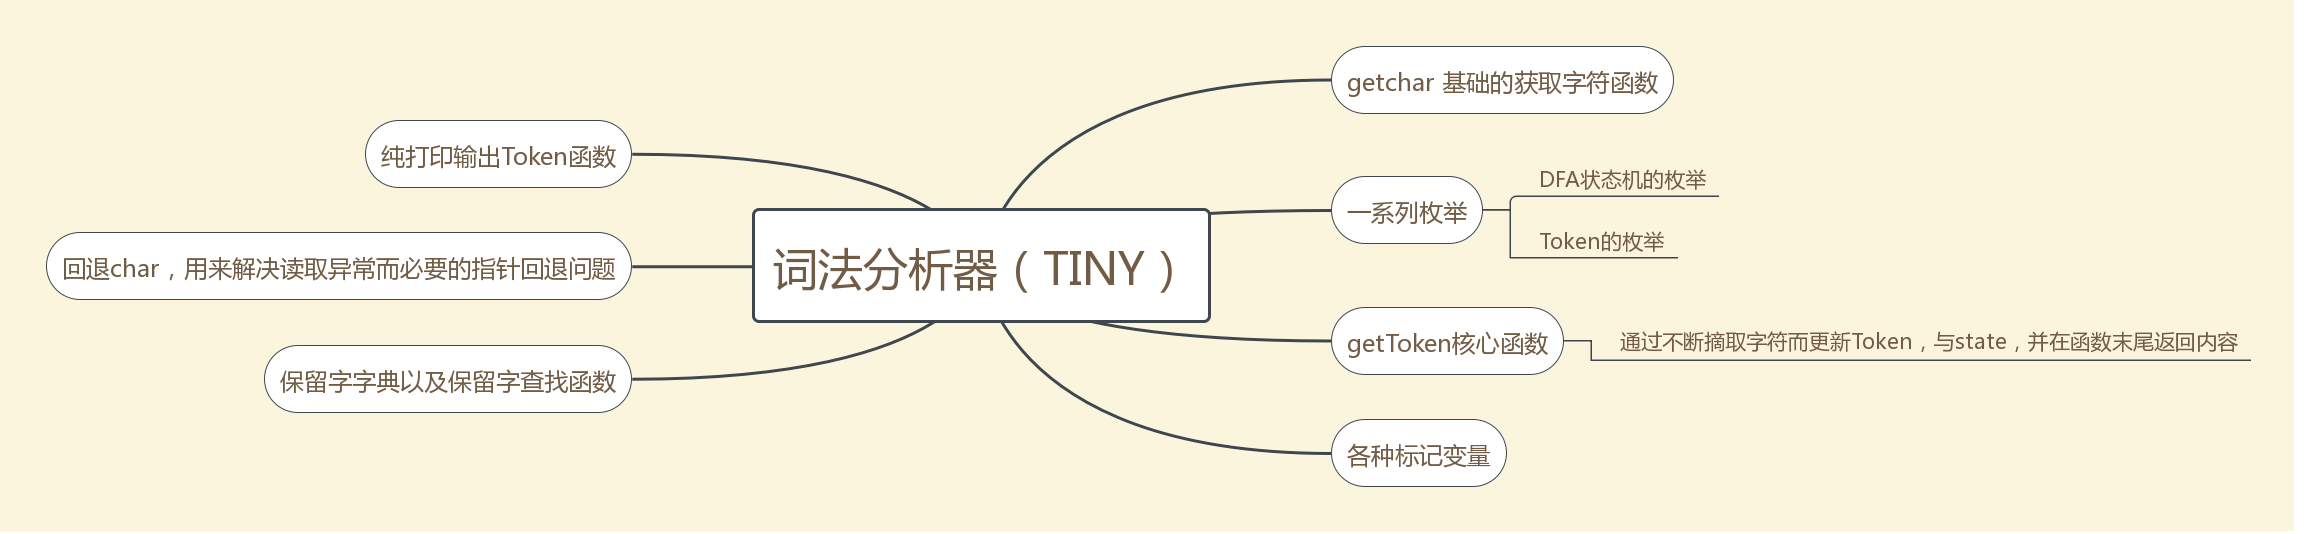 getchar 基础的获取字符函数
纯打印输出Token函数
DFA状态机的枚举
一系列枚举
Token的枚举
词法分析器（TINY）
回退char，用来解决读取异常而必要的指针回退问题
getToken核心函数
通过不断摘取字符而更新Token，与state，并在函数末尾返回内容
保留字字典以及保留字查找函数
各种标记变量